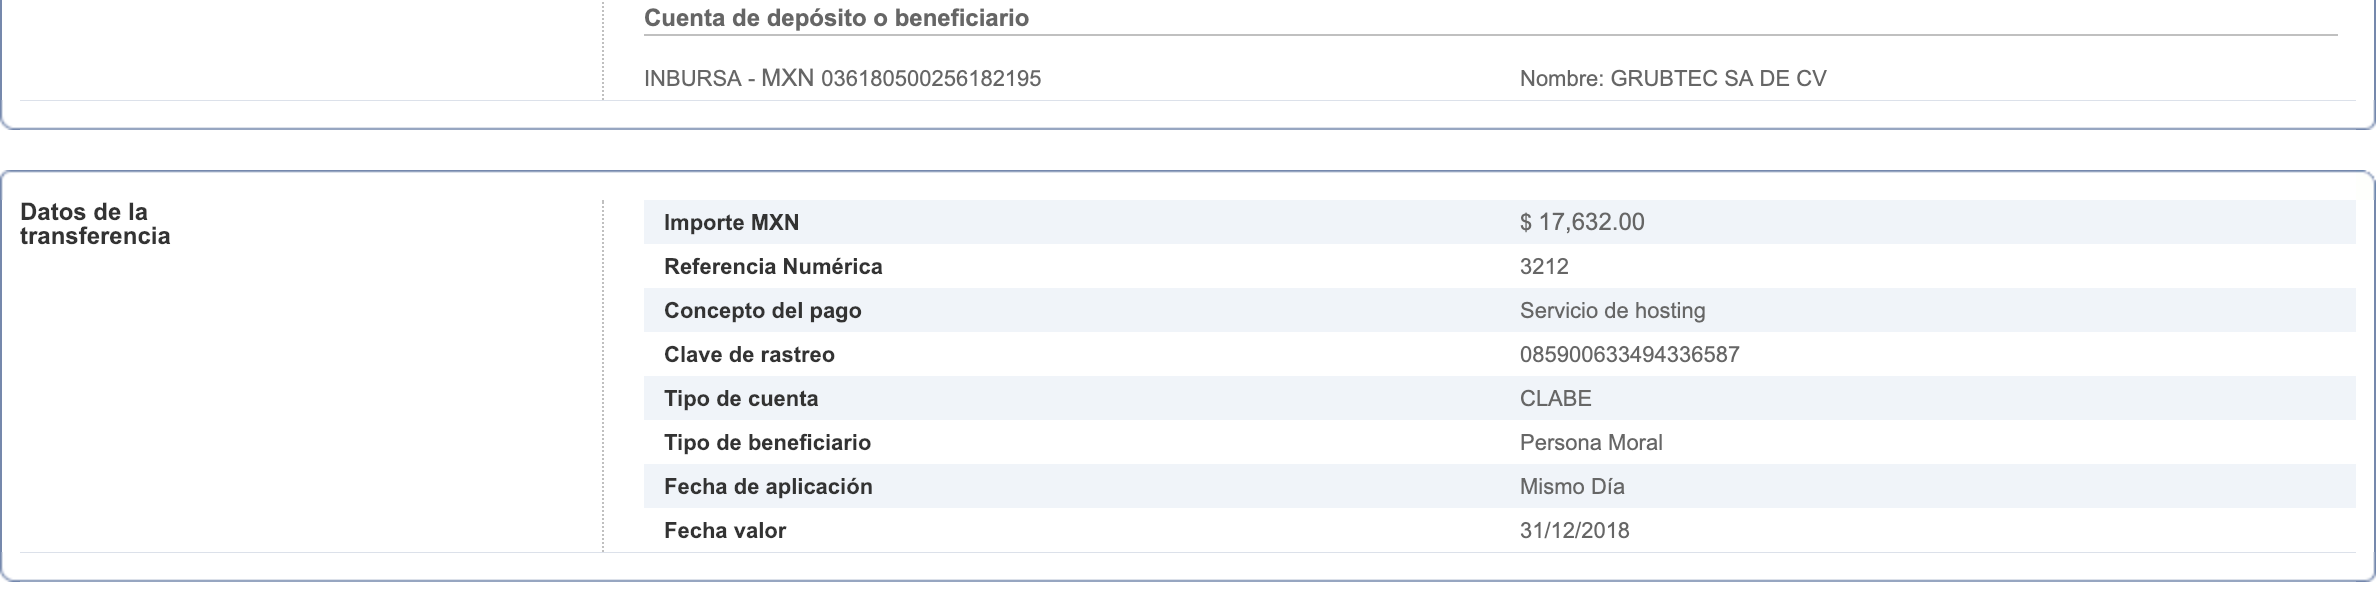 Cuenta de depósito o beneficiario
INBURSA - MXN 036180500256182195 Nombre: GRUBTEC SA DE CV
Datos de la
transferencia
Importe MXN $ 17,632.00
Referencia Numérica 3212
Concepto del pago Servicio de hosting
Clave de rastreo 085900633494336587
Tipo de cuenta CLABE
Tipo de beneficiario Persona Moral
Fecha de aplicación Mismo Día
Fecha valor 31/12/2018